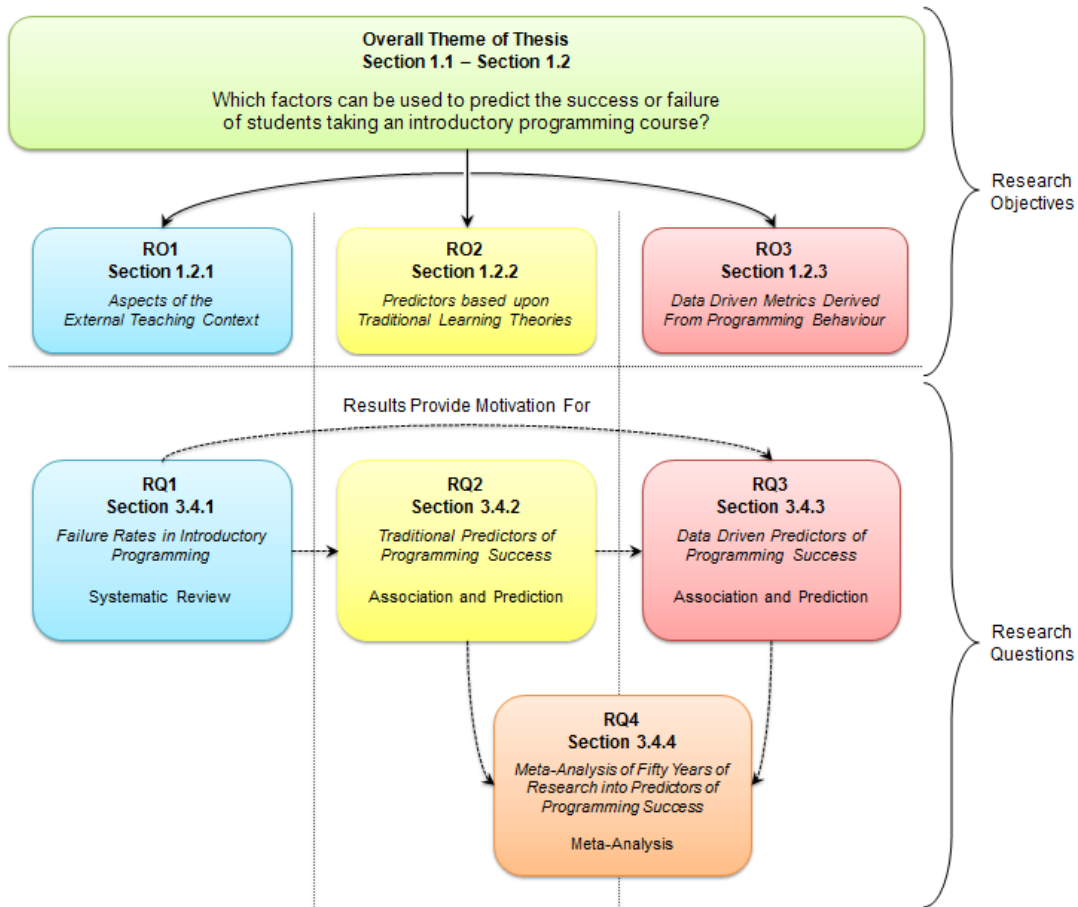 Overall Theme of Thesis
Section 1.1 – Section 1.2
Which factors can be used to predict the success or failure
of students taking an introductory programming course?
Research
Objectives
RO1
Section 1.2.1
Aspects of the
External Teaching Context
RO2
Section 1.2.2
Predictors based upon
Traditional Learning Theories
RO3
Section 1.2.3
Data Driven Metrics Derived
From Programming Behaviour
Results Provide Motivation For
RQ1
Section 3.4.1
Failure Rates in Introductory
Programming
Systematic Review
RQ2
Section 3.4.2
Traditional Predictors of
Programming Success
Association and Prediction
RQ3
Section 3.4.3
Data Driven Predictors of
Programming Success
Association and Prediction
Research
Questions
RQ4
Section 3.4.4
Meta-Analysis of Fifty Years of
Research into Predictors of
Programming Success
Meta-Analysis